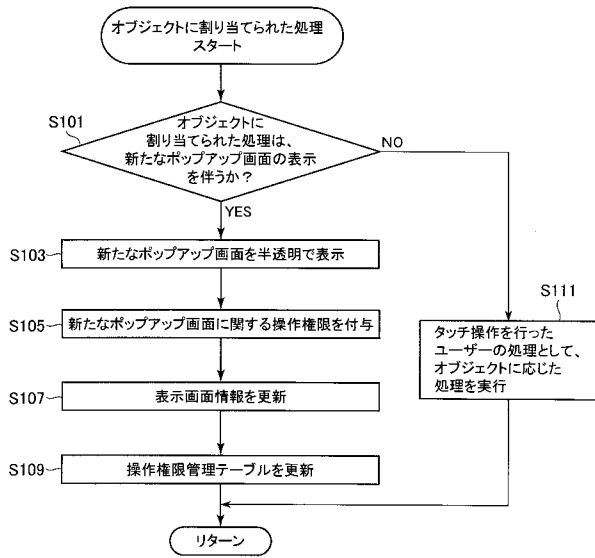 オブジェクトに割り当てられた処理
スタート
S101
オブジェクトに
割り当てられた処理は、
新たなポップアップ画面の表示
を伴うか？
NO
YES
S103
新たなポップアップ画面を半透明で表示
S105
新たなポップアップ画面に関する操作権限を付与
S107
表示画面情報を更新
S109
操作権限管理テーブルを更新
S111
タッチ操作を行った
ユーザーの処理として、
オブジェクトに応じた
処理を実行
リターン